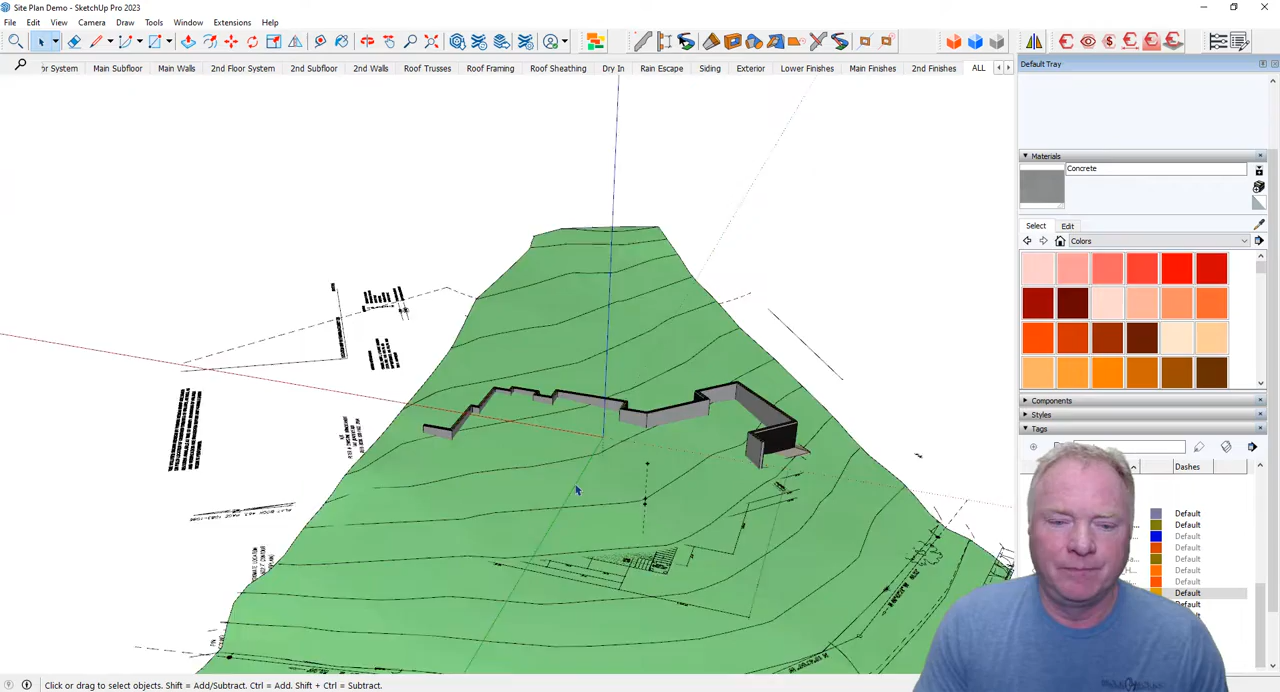 Site Plan Demo - SketchUp Pro 2023
File Edit View Camera Draw Tools Window Extensions Help
or System Main Subfloor Main Walls 2nd Floor System 2nd Subfloor 2nd Walls Roof Trusses Roof Framing Roof Sheathing Dry In Rain Escape Siding Exterior Lower Finishes Main Finishes 2nd Finishes ALL
Default Tray
Materials
Concrete
Select Edit
Colors
Components
Styles
Tags
Dashes
Default
Default
Default
Default
Default
Default
Default
Default
Default
Default
Click or drag to select objects. Shift = Add/Subtract. Ctrl = Add. Shift + Ctrl = Subtract.